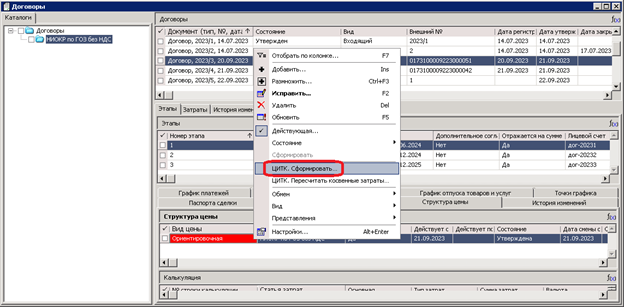 Договоры
Каталоги
Договоры
НИОКР по ГОЗ без НДС
Договоры
Документ (тип, №, дата) Состояние Вид Внешний № Дата регистр Дата утверж Дата закры
Договор, 2023/1, 14.07.2023 Утвержден Входящий 2023/1 14.07.2023 14.07.2023
Договор, 2023/2, 14.07.2023 2 14.07.2023 14.07.2023 17.07.2023
Договор, 2023/3, 20.09.2023 0173100009223000051 20.09.2023 21.09.2023
Договор, 2023/4, 21.09.2023 0173100009223000042 21.09.2023 21.09.2023
Договор, 2023/5, 22.09.2023 1 22.09.2023
Отобрать по колонке... F7
Добавить... Ins
Размножить... Ctrl+F3
Исправить... F2
Удалить Del
Обновить F5
Действующая...
Состояние
Сформировать
ЦИТК. Сформировать...
ЦИТК. Пересчитать косвенные затраты...
Обмен
Вид
Представления
Настройки... Alt+Enter
Этапы Затраты История измене
Этапы
Номер этапа Дополнительное согл Отражается на сумме Лицевой счет
1 .06.2024 Нет Да дог-20231
2 .12.2024 Нет Да дог-20232
3 .12.2025 Нет Да дог-20233
График платежей График отпуска товаров и услуг Точки графика
Паспорта сделки Структура цены История изменений
Структура цены
Вид цены Действует с Действует по Состояние Дата смены с
Ориентировочная 21.09.2023 Утверждена 21.09.2023
Калькуляция
№ строки калькуляции Статья затрат Основная Тип затрат Сумма затрат Валюта